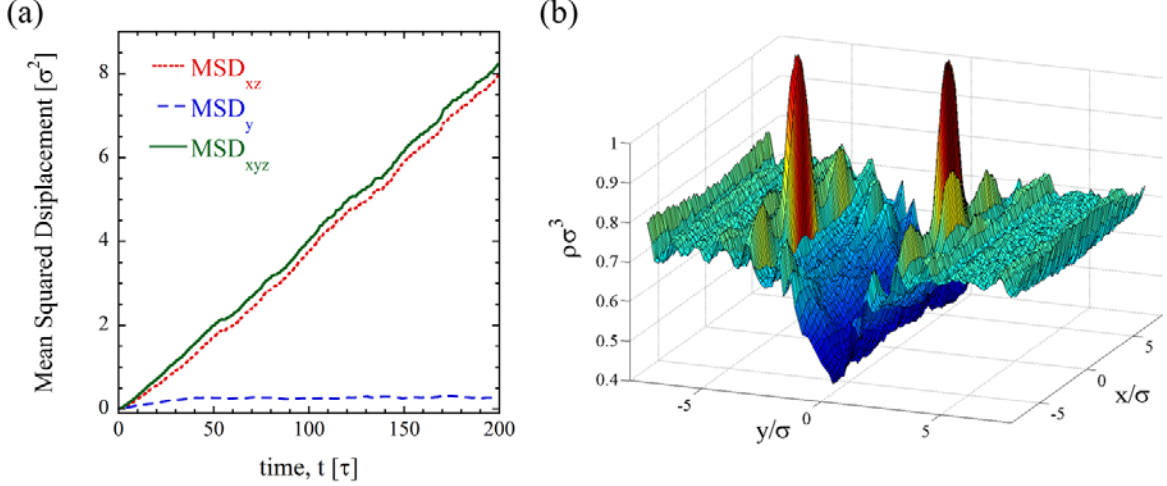 (a)
Mean Squared Dsiplacement [σ²]
8
6
4
2
0
MSD_xz
MSD_y
MSD_xyz
0 50 100 150 200
time, t [τ]
(b)
ρσ³
1
0.9
0.8
0.7
0.6
0.5
0.4
-5 0 5
y/σ
-5 0 5
x/σ